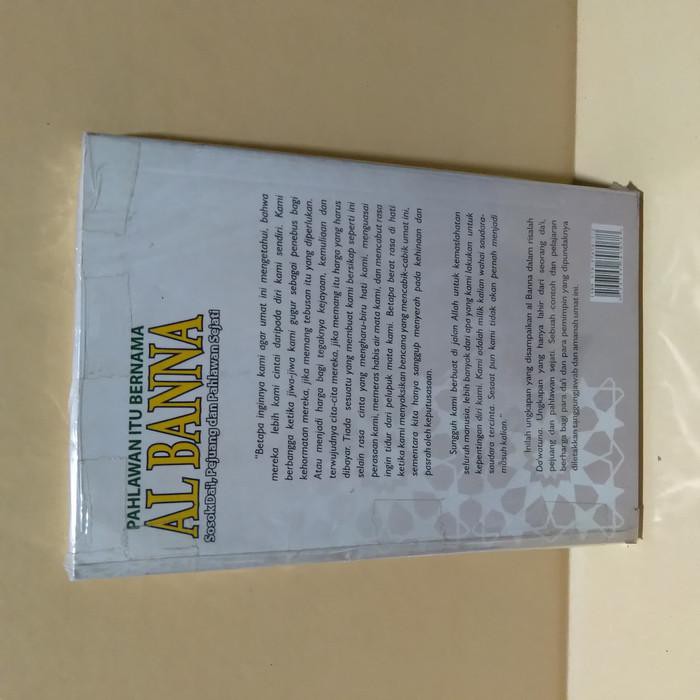 PAHLAWAN ITU BERNAMA
AL BANNA
Sosok Dai, Pejuang dan Pahlawan Sejati
"Betapa inginnya kami agar umat ini mengetahui, bahwa
mereka lebih kami cintai daripada diri kami sendiri. Kami
berbangga ketika jiwa-jiwa kami gugur sebagai penebus bagi
kehormatan mereka, jika memang tebusan itu yang diperlukan.
Atau menjadi harga bagi tegaknya kejayaan, kemuliaan dan
terwujudnya cita-cita mereka, jika memang itu harga yang harus
dibayar. Tiada sesuatu yang membuat kami bersikap seperti ini
selain rasa cinta yang mengharu-biru hati kami, menguasai
perasaan kami, memeras habis air mata kami, dan mencabut rasa
ingin tidur dari pelupuk mata kami. Betapa berat rasa di hati
ketika kami menyaksikan bencana yang mencabik-cabik umat ini,
sementara kita hanya sanggup menyerah pada kehinaan dan
pasrah oleh keputusasaan.
Sungguh kami berbuat di jalan Allah untuk kemaslahatan
seluruh manusia, lebih banyak dari apa yang kami lakukan untuk
kepentingan diri kami. Kami adalah milik kalian wahai saudara-
saudara tercinta. Sesaat pun kami tidak akan pernah menjadi
musuh kalian."
Inilah ungkapan yang disampaikan al Banna dalam risalah
Da'watuna. Ungkapan yang hanya lahir dari seorang da'i,
pejuang dan pahlawan sejati. Sebuah contoh dan pelajaran
berharga bagi para da'i dan para pemimpin yang dipundaknya
diletakkan tanggung jawab dan amanah umat ini.